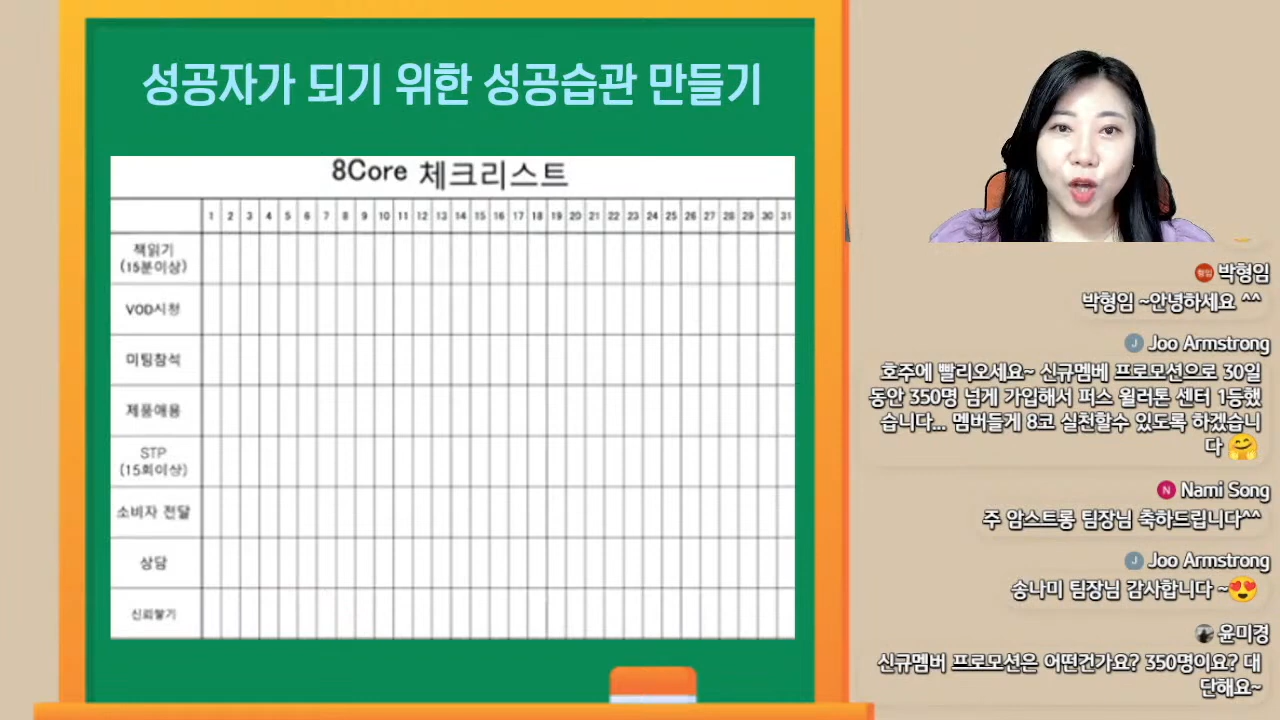 성공자가 되기 위한 성공습관 만들기
8Core 체크리스트
1 2 3 4 5 6 7 8 9 10 11 12 13 14 15 16 17 18 19 20 21 22 23 24 25 26 27 28 29 30 31
책읽기
(15분이상)
VOD시청
미팅참석
제품애용
STP
(15회이상)
소비자 전달
상담
신뢰쌓기
형임 박형임
박형임 ~안녕하세요 ^^
J Joo Armstrong
호주에 빨리오세요~ 신규멤베 프로모션으로 30일
동안 350명 넘게 가입해서 퍼스 윌러톤 센터 1등했
습니다... 멤버들게 8코 실천할수 있도록 하겠습니
다 🤗
N Nami Song
주 암스트롱 팀장님 축하드립니다^^
J Joo Armstrong
송나미 팀장님 감사합니다 ~😍
윤미경
신규멤버 프로모션은 어떤건가요? 350명이요? 대
단해요~